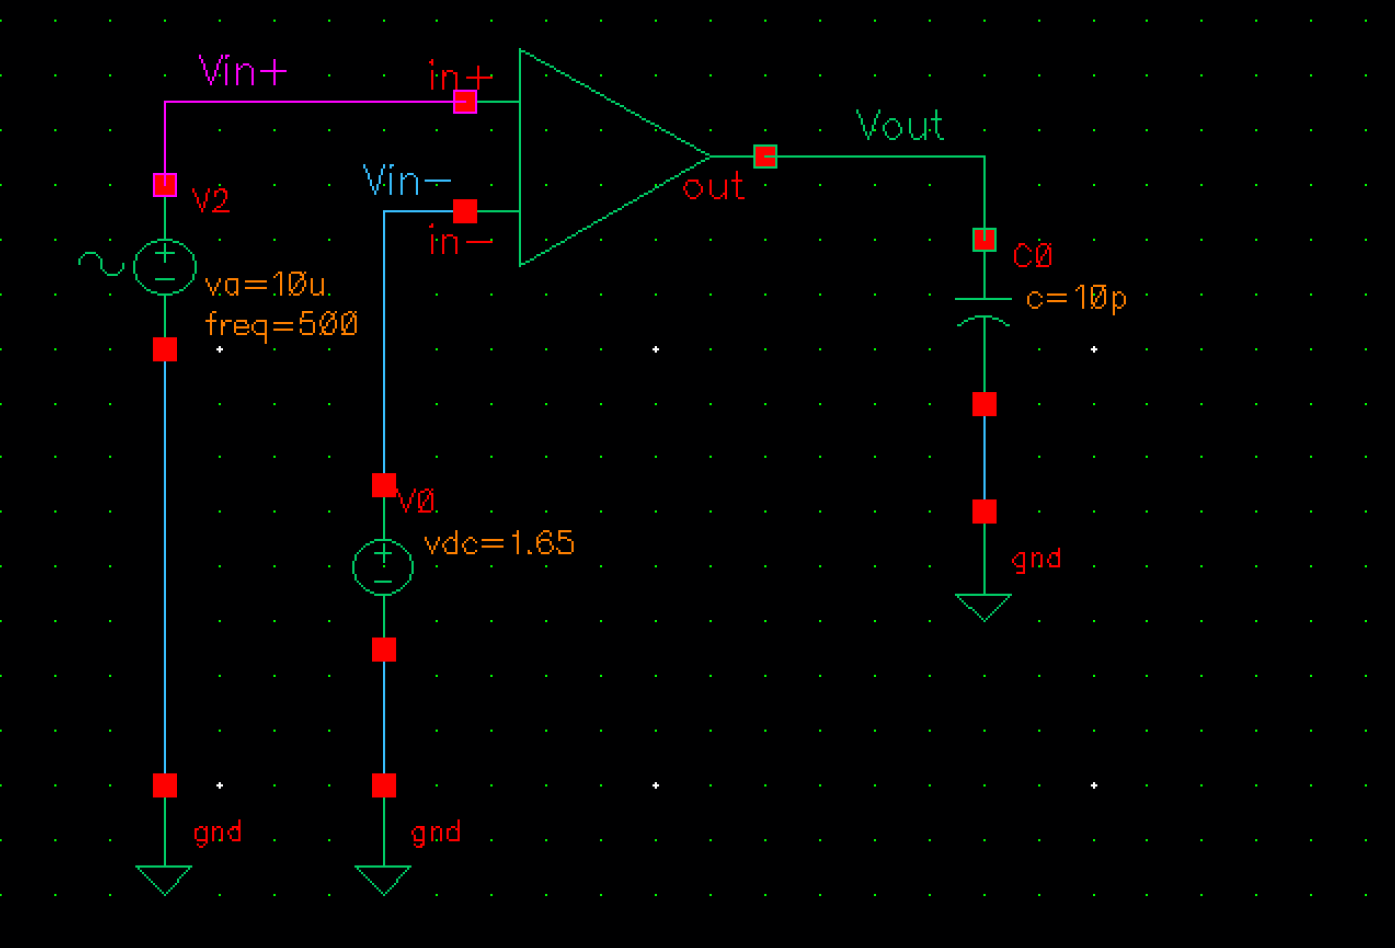 Vin+
in+
Vout
Vin−
out
V2
in−
C0
va=10u
c=10p
freq=500
V0
vdc=1.65
gnd
gnd
gnd